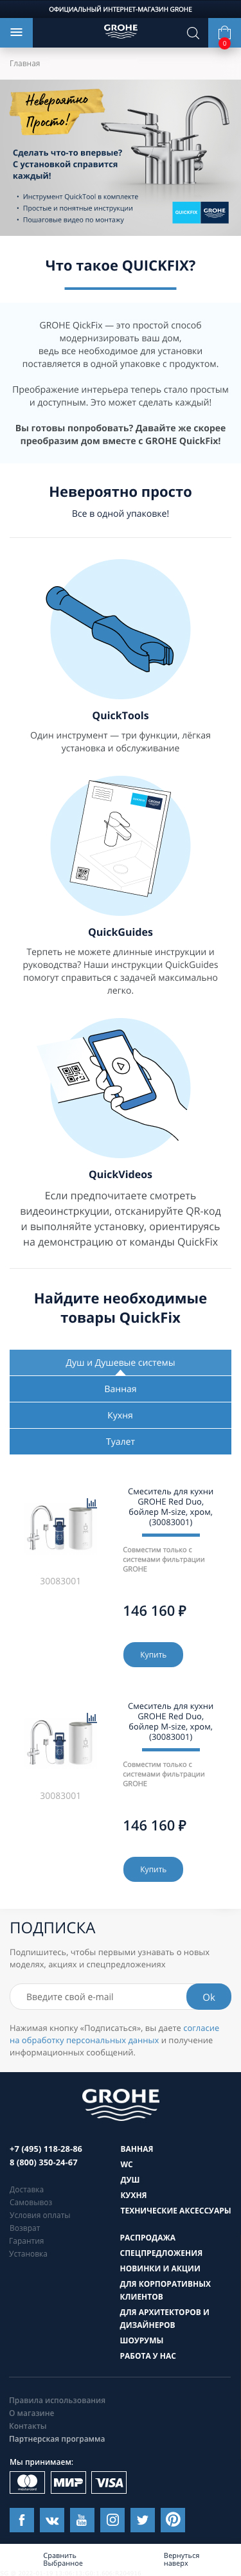 ОФИЦИАЛЬНЫЙ ИНТЕРНЕТ-МАГАЗИН GROHE
GROHE
0
Главная
Невероятно
Просто!
Сделать что-то впервые?
С установкой справится
каждый!
• Инструмент QuickTool в комплекте
• Простые и понятные инструкции
• Пошаговые видео по монтажу
QUICKFIX
GROHE
Что такое QUICKFIX?
GROHE QickFix — это простой способ
модернизировать ваш дом,
ведь все необходимое для установки
поставляется в одной упаковке с продуктом.
Преображение интерьера теперь стало простым
и доступным. Это может сделать каждый!
Вы готовы попробовать? Давайте же скорее
преобразим дом вместе с GROHE QuickFix!
Невероятно просто
Все в одной упаковке!
QuickTools
Один инструмент — три функции, лёгкая
установка и обслуживание
QuickGuides
Терпеть не можете длинные инструкции и
руководства? Наши инструкции QuickGuides
помогут справиться с задачей максимально
легко.
QuickVideos
Если предпочитаете смотреть
видеоинстркуции, отсканируйте QR-код
и выполняйте установку, ориентируясь
на демонстрацию от команды QuickFix
Найдите необходимые
товары QuickFix
Душ и Душевые системы
Ванная
Кухня
Туалет
Смеситель для кухни
GROHE Red Duo,
бойлер M-size, хром,
(30083001)
Совместим только с
системами фильтрации
GROHE
30083001
146 160 ₽
Купить
Смеситель для кухни
GROHE Red Duo,
бойлер M-size, хром,
(30083001)
Совместим только с
системами фильтрации
GROHE
30083001
146 160 ₽
Купить
ПОДПИСКА
Подпишитесь, чтобы первыми узнавать о новых
моделях, акциях и спецпредложениях
Введите свой e-mail
Ok
Нажимая кнопку «Подписаться», вы даете согласие
на обработку персональных данных и получение
информационных сообщений.
GROHE
+7 (495) 118-28-86
8 (800) 350-24-67
Доставка
Самовывоз
Условия оплаты
Возврат
Гарантия
Установка
ВАННАЯ
WC
ДУШ
КУХНЯ
ТЕХНИЧЕСКИЕ АКСЕССУАРЫ
РАСПРОДАЖА
СПЕЦПРЕДЛОЖЕНИЯ
НОВИНКИ И АКЦИИ
ДЛЯ КОРПОРАТИВНЫХ
КЛИЕНТОВ
ДЛЯ АРХИТЕКТОРОВ И
ДИЗАЙНЕРОВ
ШОУРУМЫ
РАБОТА У НАС
Правила использования
О магазине
Контакты
Партнерская программа
Мы принимаем:
МИР
VISA
Сравнить
Выбранное
Вернуться
наверх